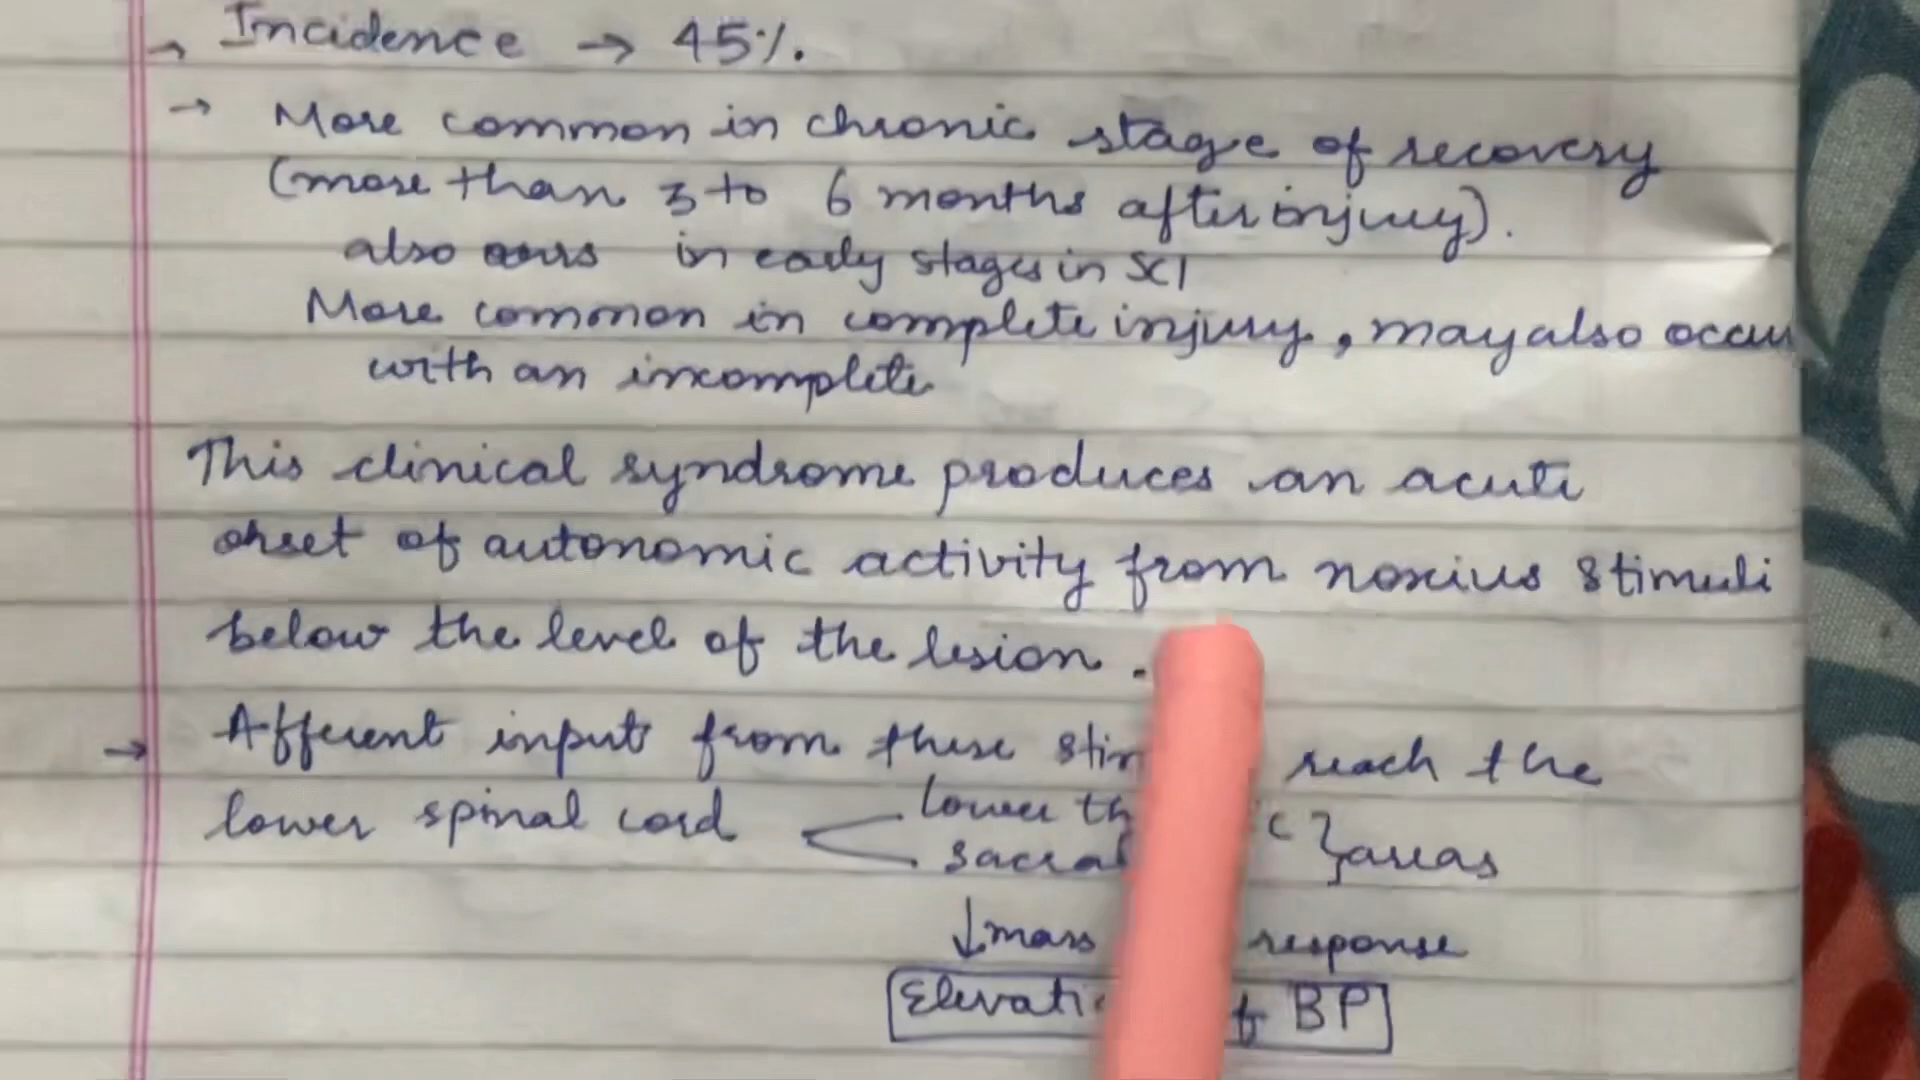 → Incidence → 45%.
→ More common in chronic stage of recovery
(more than 3 to 6 months after injury).
also in early stages in SCI
More common in complete injury, may also occur
with an incomplete
This clinical syndrome produces an acute
onset of autonomic activity from noxius stimuli
below the level of the lesion.
→ Afferent input from these reach the
lower spinal cord
lower
} areas
↓ mass response
BP